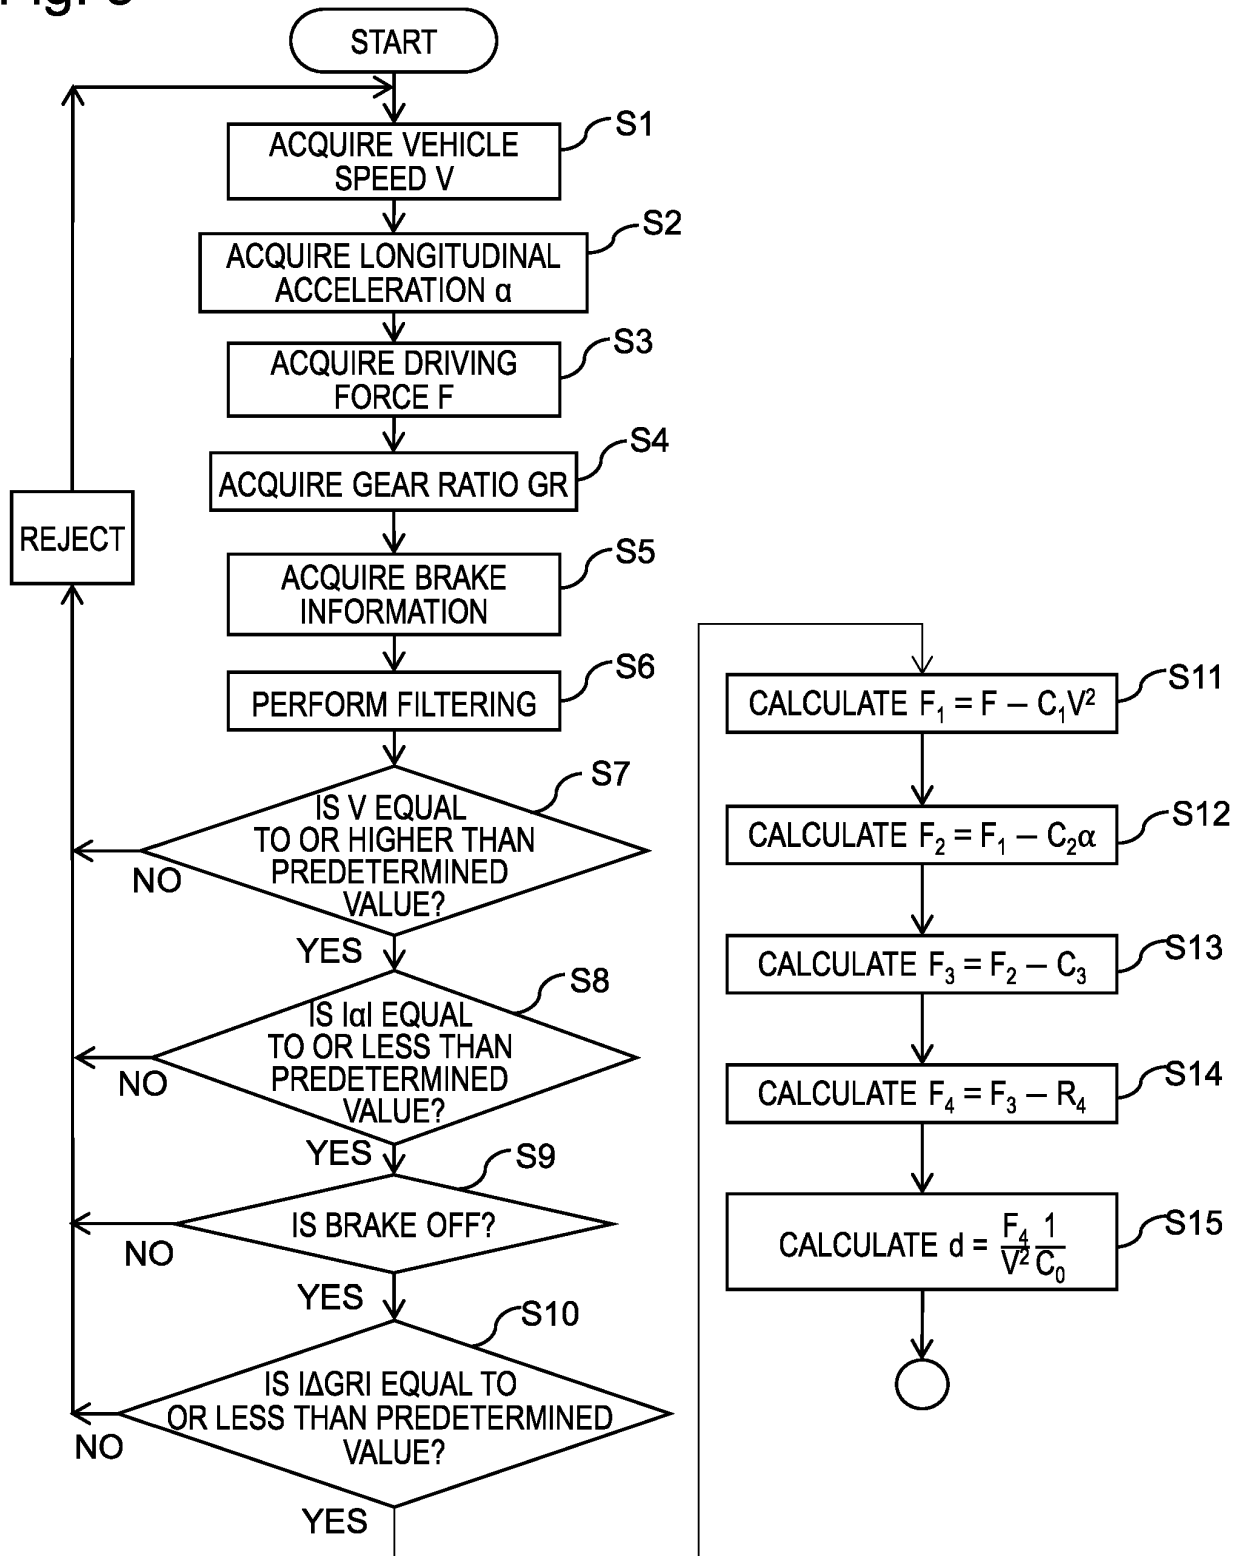 START
S1
ACQUIRE VEHICLE
SPEED V
S2
ACQUIRE LONGITUDINAL
ACCELERATION α
S3
ACQUIRE DRIVING
FORCE F
S4
ACQUIRE GEAR RATIO GR
REJECT
S5
ACQUIRE BRAKE
INFORMATION
S6
PERFORM FILTERING
S7
IS V EQUAL
TO OR HIGHER THAN
PREDETERMINED
VALUE?
NO
YES
S8
IS |α| EQUAL
TO OR LESS THAN
PREDETERMINED
VALUE?
NO
YES
S9
IS BRAKE OFF?
NO
YES
S10
IS |ΔGR| EQUAL TO
OR LESS THAN PREDETERMINED
VALUE?
NO
YES
S11
CALCULATE F₁ = F – C₁V²
S12
CALCULATE F₂ = F₁ – C₂α
S13
CALCULATE F₃ = F₂ – C₃
S14
CALCULATE F₄ = F₃ – R₄
S15
CALCULATE d = F₄/V² 1/C₀